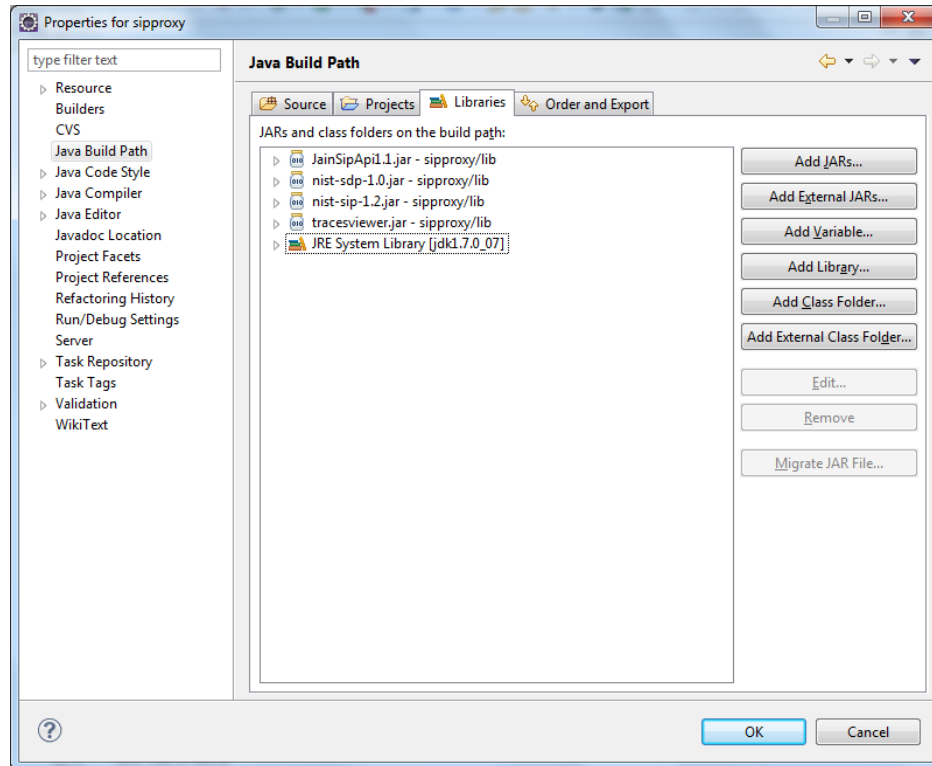 Properties for sipproxy
type filter text
Resource
Builders
CVS
Java Build Path
Java Code Style
Java Compiler
Java Editor
Javadoc Location
Project Facets
Project References
Refactoring History
Run/Debug Settings
Server
Task Repository
Task Tags
Validation
WikiText
Java Build Path
Source
Projects
Libraries
Order and Export
JARs and class folders on the build path:
JainSipApi1.1.jar - sipproxy/lib
nist-sdp-1.0.jar - sipproxy/lib
nist-sip-1.2.jar - sipproxy/lib
tracesviewer.jar - sipproxy/lib
JRE System Library [jdk1.7.0_07]
Add JARs...
Add External JARs...
Add Variable...
Add Library...
Add Class Folder...
Add External Class Folder...
Edit...
Remove
Migrate JAR File...
OK
Cancel